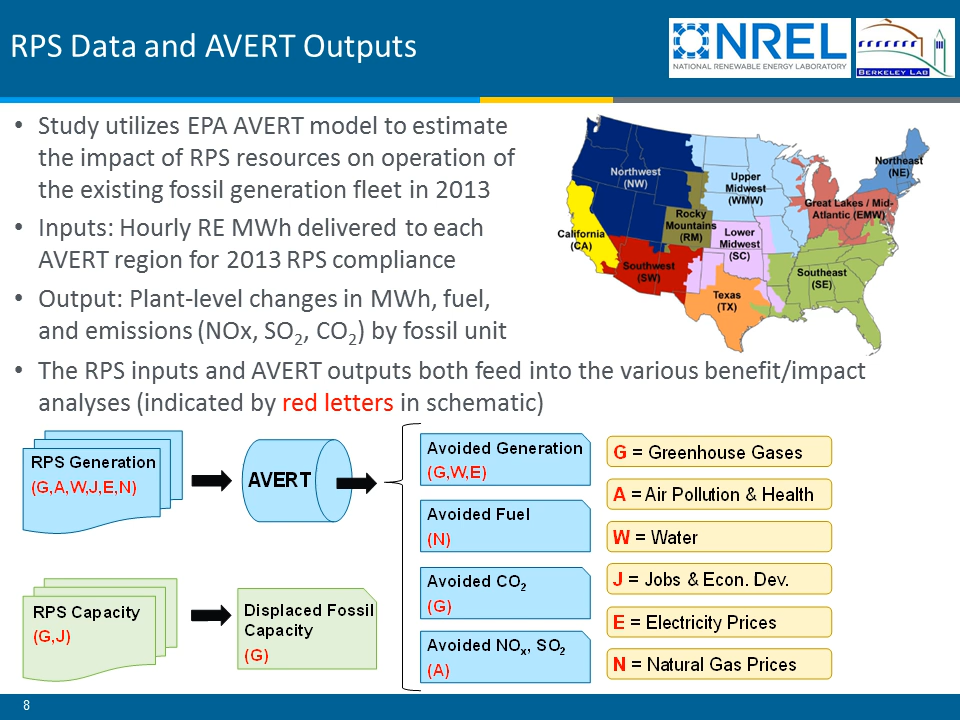 RPS Data and AVERT Outputs
NREL
NATIONAL RENEWABLE ENERGY LABORATORY
BERKELEY LAB
• Study utilizes EPA AVERT model to estimate
the impact of RPS resources on operation of
the existing fossil generation fleet in 2013
• Inputs: Hourly RE MWh delivered to each
AVERT region for 2013 RPS compliance
• Output: Plant-level changes in MWh, fuel,
and emissions (NOx, SO₂, CO₂) by fossil unit
• The RPS inputs and AVERT outputs both feed into the various benefit/impact
analyses (indicated by red letters in schematic)
Northwest
(NW)
Upper
Midwest
(WMW)
Northeast
(NE)
Great Lakes / Mid-
Atlantic (EMW)
Rocky
Mountains
(RM)
California
(CA)
Lower
Midwest
(SC)
Southwest
(SW)
Southeast
(SE)
Texas
(TX)
RPS Generation
(G,A,W,J,E,N)
AVERT
Avoided Generation
(G,W,E)
Avoided Fuel
(N)
Avoided CO₂
(G)
Avoided NOₓ, SO₂
(A)
RPS Capacity
(G,J)
Displaced Fossil
Capacity
(G)
G = Greenhouse Gases
A = Air Pollution & Health
W = Water
J = Jobs & Econ. Dev.
E = Electricity Prices
N = Natural Gas Prices
8